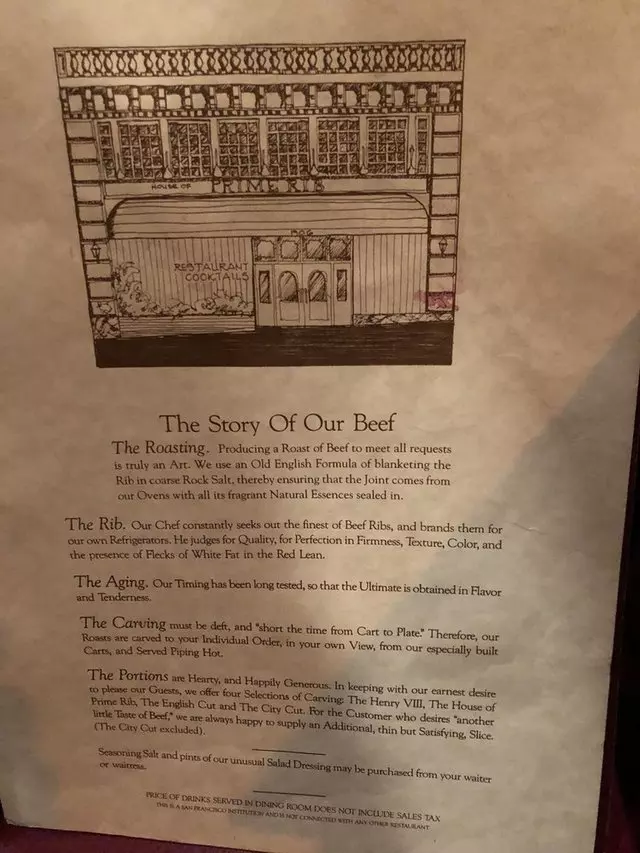 HOUSE OF PRIME RIB
1906
RESTAURANT
COCKTAILS
The Story Of Our Beef
The Roasting. Producing a Roast of Beef to meet all requests
is truly an Art. We use an Old English Formula of blanketing the
Rib in coarse Rock Salt, thereby ensuring that the Joint comes from
our Ovens with all its fragrant Natural Essences sealed in.
The Rib. Our Chef constantly seeks out the finest of Beef Ribs, and brands them for
our own Refrigerators. He judges for Quality, for Perfection in Firmness, Texture, Color, and
the presence of Flecks of White Fat in the Red Lean.
The Aging. Our Timing has been long tested, so that the Ultimate is obtained in Flavor
and Tenderness.
The Carving must be deft, and "short the time from Cart to Plate." Therefore, our
Roasts are carved to your Individual Order, in your own View, from our especially built
Carts, and Served Piping Hot.
The Portions are Hearty, and Happily Generous. In keeping with our earnest desire
to please our Guests, we offer four Selections of Carving: The Henry VIII, The House of
Prime Rib, The English Cut and The City Cut. For the Customer who desires "another
little Taste of Beef," we are always happy to supply an Additional, thin but Satisfying, Slice.
(The City Cut excluded).
Seasoning Salt and pints of our unusual Salad Dressing may be purchased from your waiter
or waitress.
PRICE OF DRINKS SERVED IN DINING ROOM DOES NOT INCLUDE SALES TAX
THIS IS A SAN FRANCISCO INSTITUTION AND IS NOT CONNECTED WITH ANY OTHER RESTAURANT